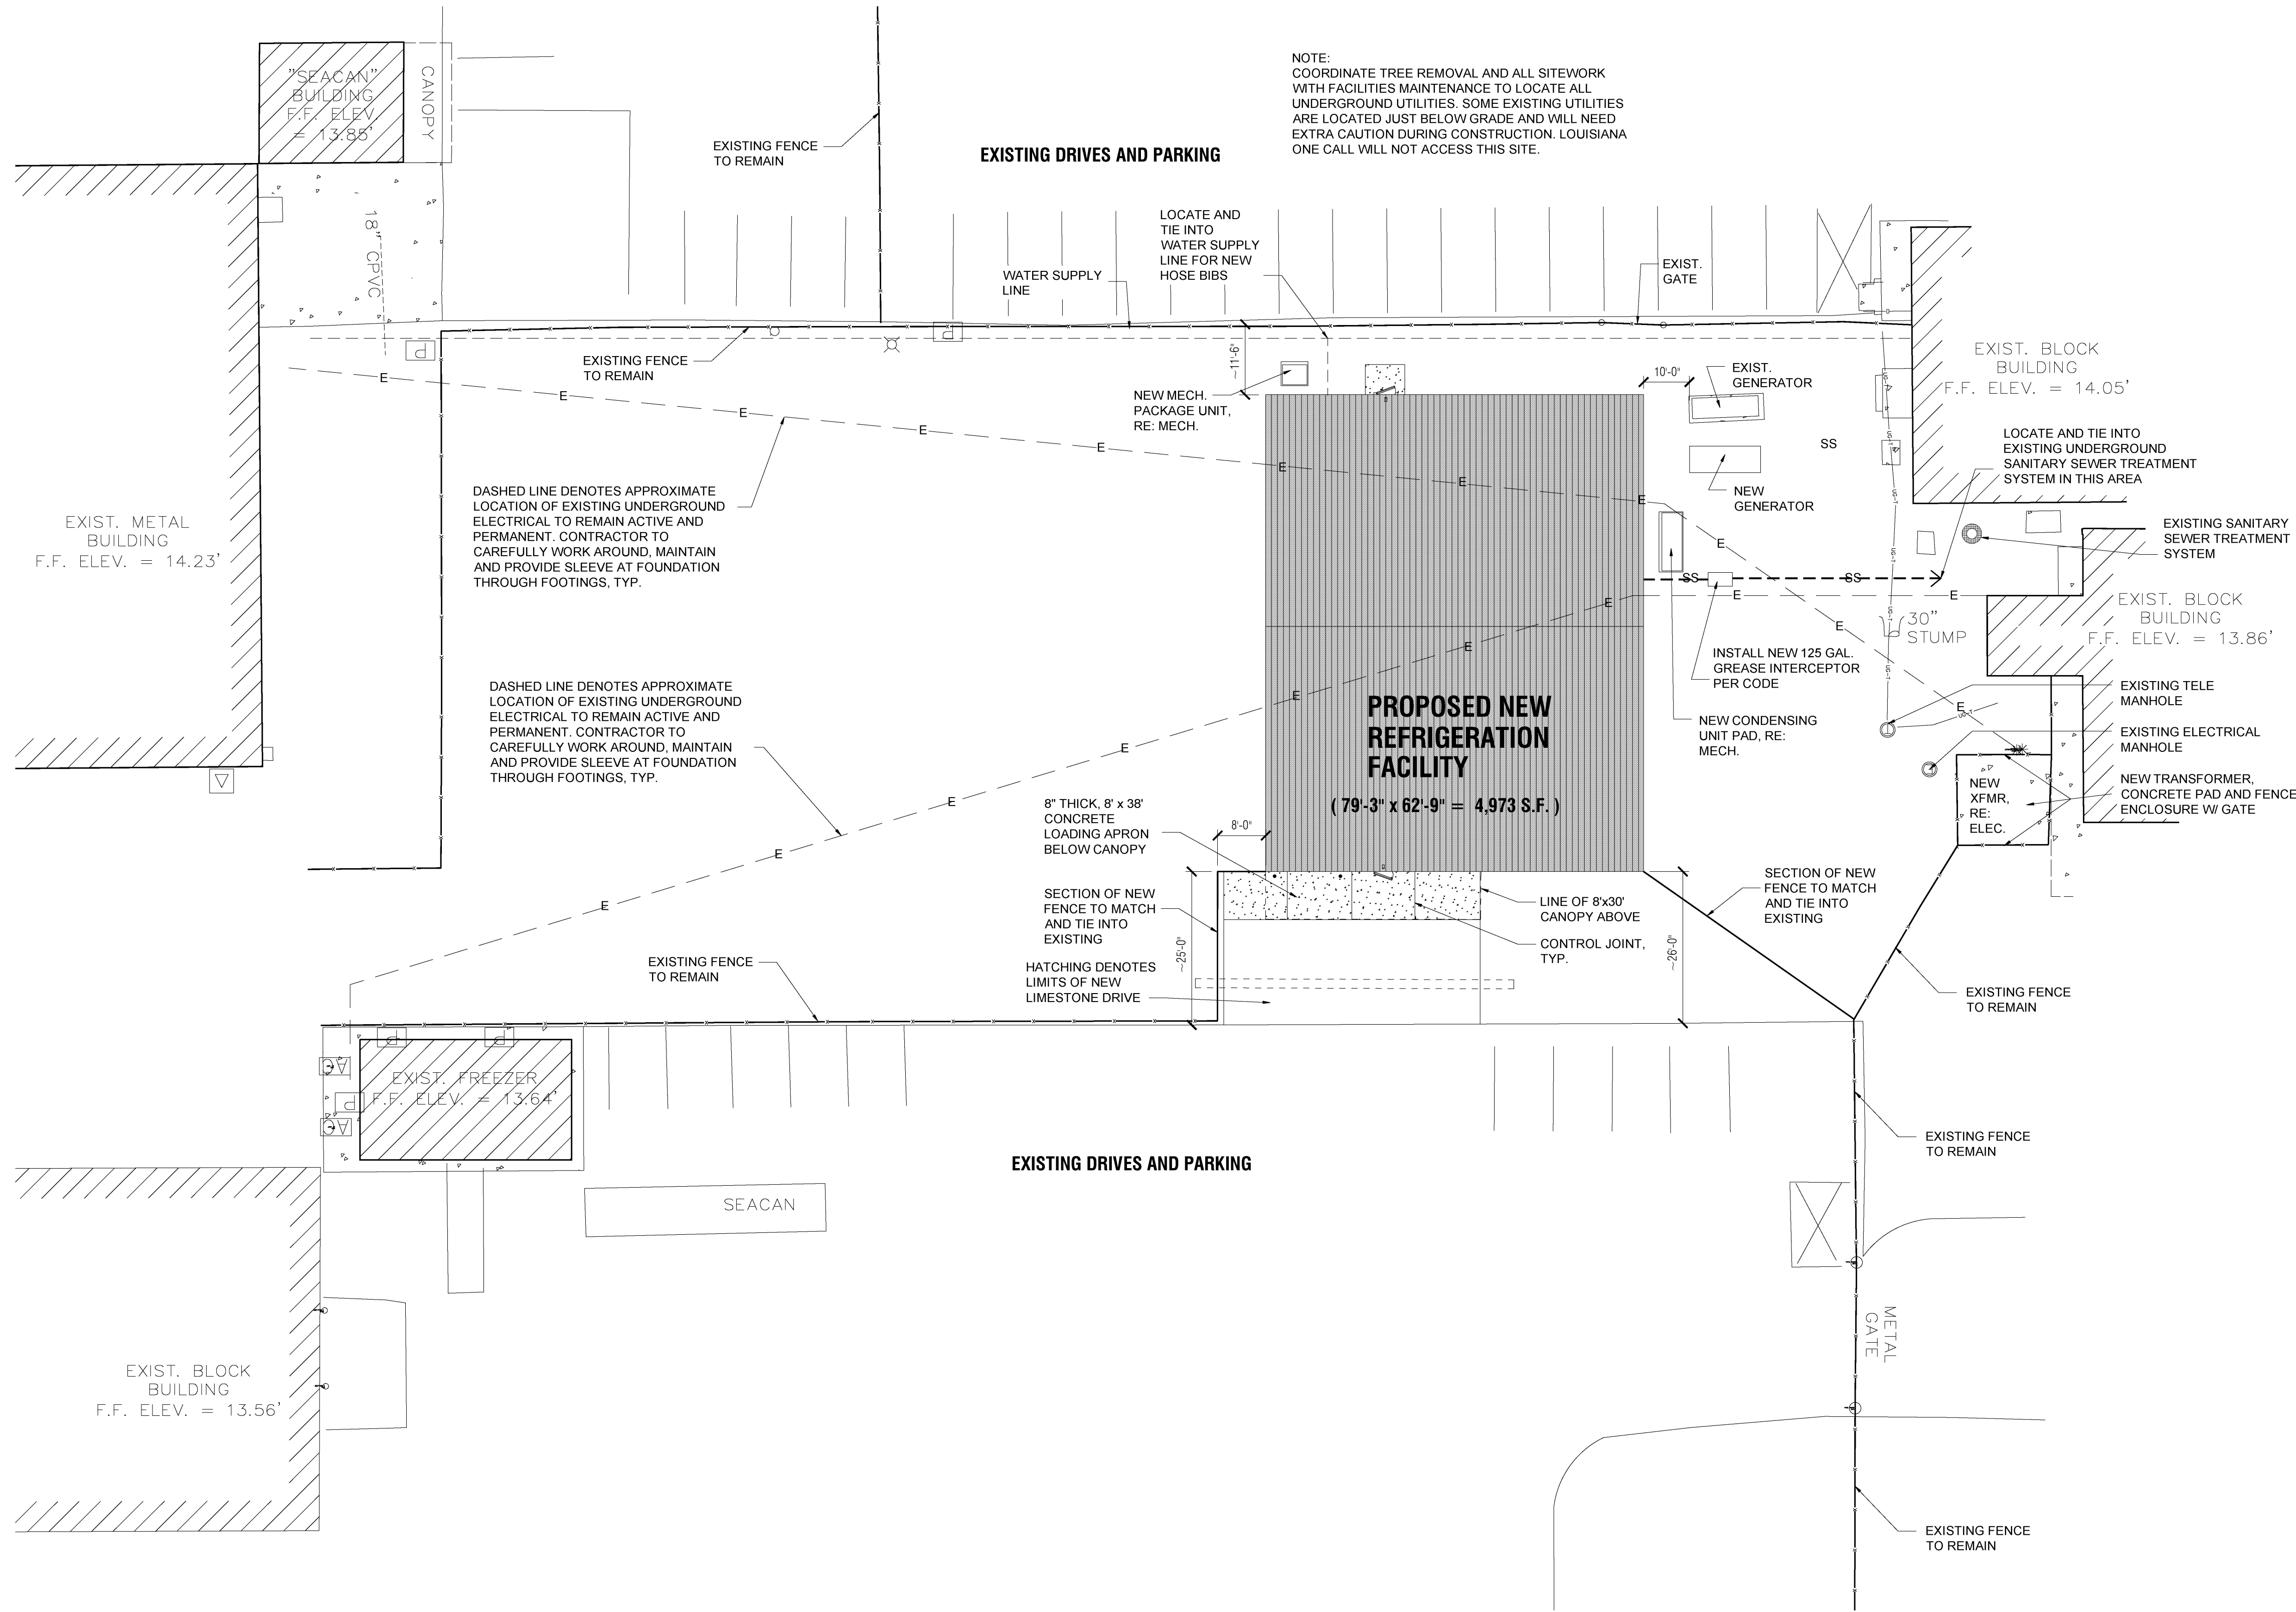 NOTE:
COORDINATE TREE REMOVAL AND ALL SITEWORK
WITH FACILITIES MAINTENANCE TO LOCATE ALL
UNDERGROUND UTILITIES. SOME EXISTING UTILITIES
ARE LOCATED JUST BELOW GRADE AND WILL NEED
EXTRA CAUTION DURING CONSTRUCTION. LOUISIANA
ONE CALL WILL NOT ACCESS THIS SITE.
"SEACAN"
BUILDING
F.F. ELEV
= 13.85'
CANOPY
18" CPVC
EXISTING FENCE
TO REMAIN
EXISTING DRIVES AND PARKING
LOCATE AND
TIE INTO
WATER SUPPLY
LINE FOR NEW
HOSE BIBS
WATER SUPPLY
LINE
EXIST.
GATE
EXISTING FENCE
TO REMAIN
P
P
~11'-6"
10'-0"
EXIST.
GENERATOR
EXIST. BLOCK
BUILDING
F.F. ELEV. = 14.05'
NEW MECH.
PACKAGE UNIT,
RE: MECH.
LOCATE AND TIE INTO
EXISTING UNDERGROUND
SANITARY SEWER TREATMENT
SYSTEM IN THIS AREA
SS
NEW
GENERATOR
EXISTING SANITARY
SEWER TREATMENT
SYSTEM
EXIST. METAL
BUILDING
F.F. ELEV. = 14.23'
DASHED LINE DENOTES APPROXIMATE
LOCATION OF EXISTING UNDERGROUND
ELECTRICAL TO REMAIN ACTIVE AND
PERMANENT. CONTRACTOR TO
CAREFULLY WORK AROUND, MAINTAIN
AND PROVIDE SLEEVE AT FOUNDATION
THROUGH FOOTINGS, TYP.
E E E E E E E E E E E
SS SS
E E E E E E E E E
UG-T UG-T UG-T UG-T UG-T UG-T UG-T
30"
STUMP
EXIST. BLOCK
BUILDING
F.F. ELEV. = 13.86'
INSTALL NEW 125 GAL.
GREASE INTERCEPTOR
PER CODE
DASHED LINE DENOTES APPROXIMATE
LOCATION OF EXISTING UNDERGROUND
ELECTRICAL TO REMAIN ACTIVE AND
PERMANENT. CONTRACTOR TO
CAREFULLY WORK AROUND, MAINTAIN
AND PROVIDE SLEEVE AT FOUNDATION
THROUGH FOOTINGS, TYP.
PROPOSED NEW
REFRIGERATION
FACILITY
( 79'-3" x 62'-9" = 4,973 S.F. )
NEW CONDENSING
UNIT PAD, RE:
MECH.
EXISTING TELE
MANHOLE
EXISTING ELECTRICAL
MANHOLE
NEW TRANSFORMER,
CONCRETE PAD AND FENCE
ENCLOSURE W/ GATE
NEW
XFMR,
RE:
ELEC.
8" THICK, 8' x 38'
CONCRETE
LOADING APRON
BELOW CANOPY
8'-0"
SECTION OF NEW
FENCE TO MATCH
AND TIE INTO
EXISTING
LINE OF 8'x30'
CANOPY ABOVE
CONTROL JOINT,
TYP.
SECTION OF NEW
FENCE TO MATCH
AND TIE INTO
EXISTING
~25'-0"
~26'-0"
HATCHING DENOTES
LIMITS OF NEW
LIMESTONE DRIVE
EXISTING FENCE
TO REMAIN
EXISTING FENCE
TO REMAIN
P
P
AC
P
AC
EXIST. FREEZER
F.F. ELEV. = 13.64'
EXISTING FENCE
TO REMAIN
EXISTING DRIVES AND PARKING
SEACAN
METAL
GATE
EXIST. BLOCK
BUILDING
F.F. ELEV. = 13.56'
EXISTING FENCE
TO REMAIN